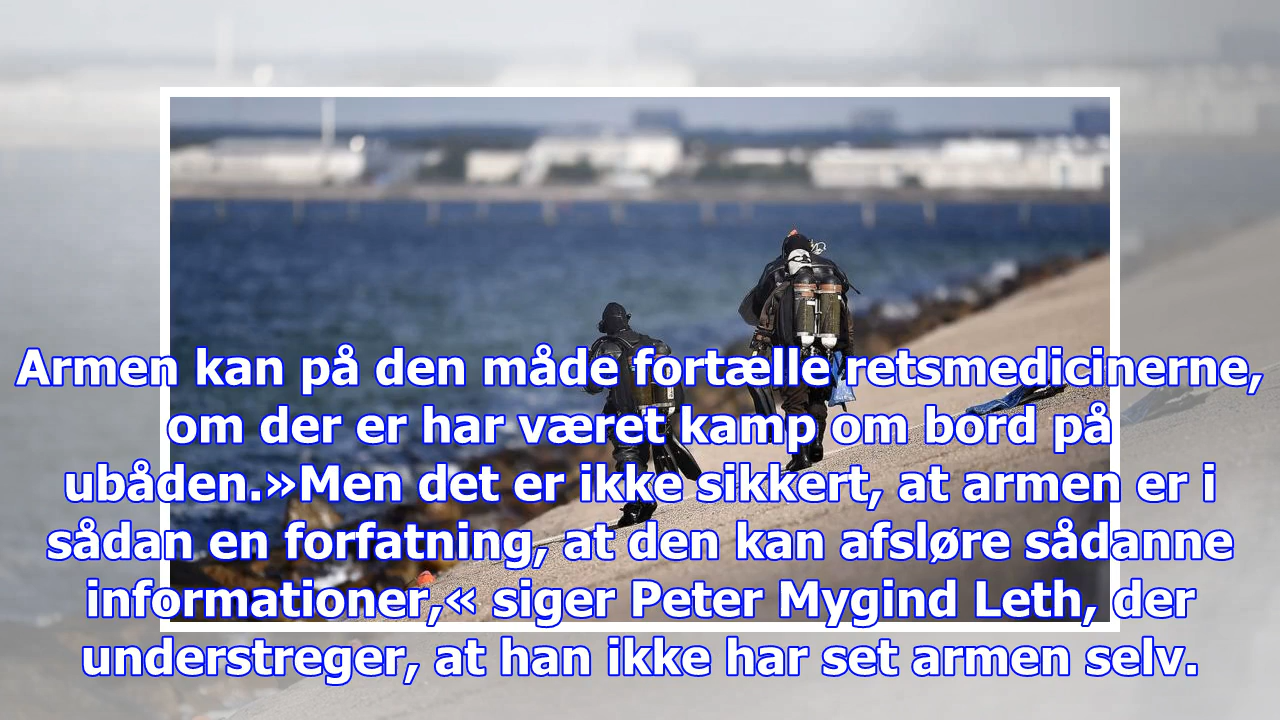 Armen kan på den måde fortælle retsmedicinerne,
om der er har været kamp om bord på
ubåden.»Men det er ikke sikkert, at armen er i
sådan en forfatning, at den kan afsløre sådanne
informationer,« siger Peter Mygind Leth, der
understreger, at han ikke har set armen selv.